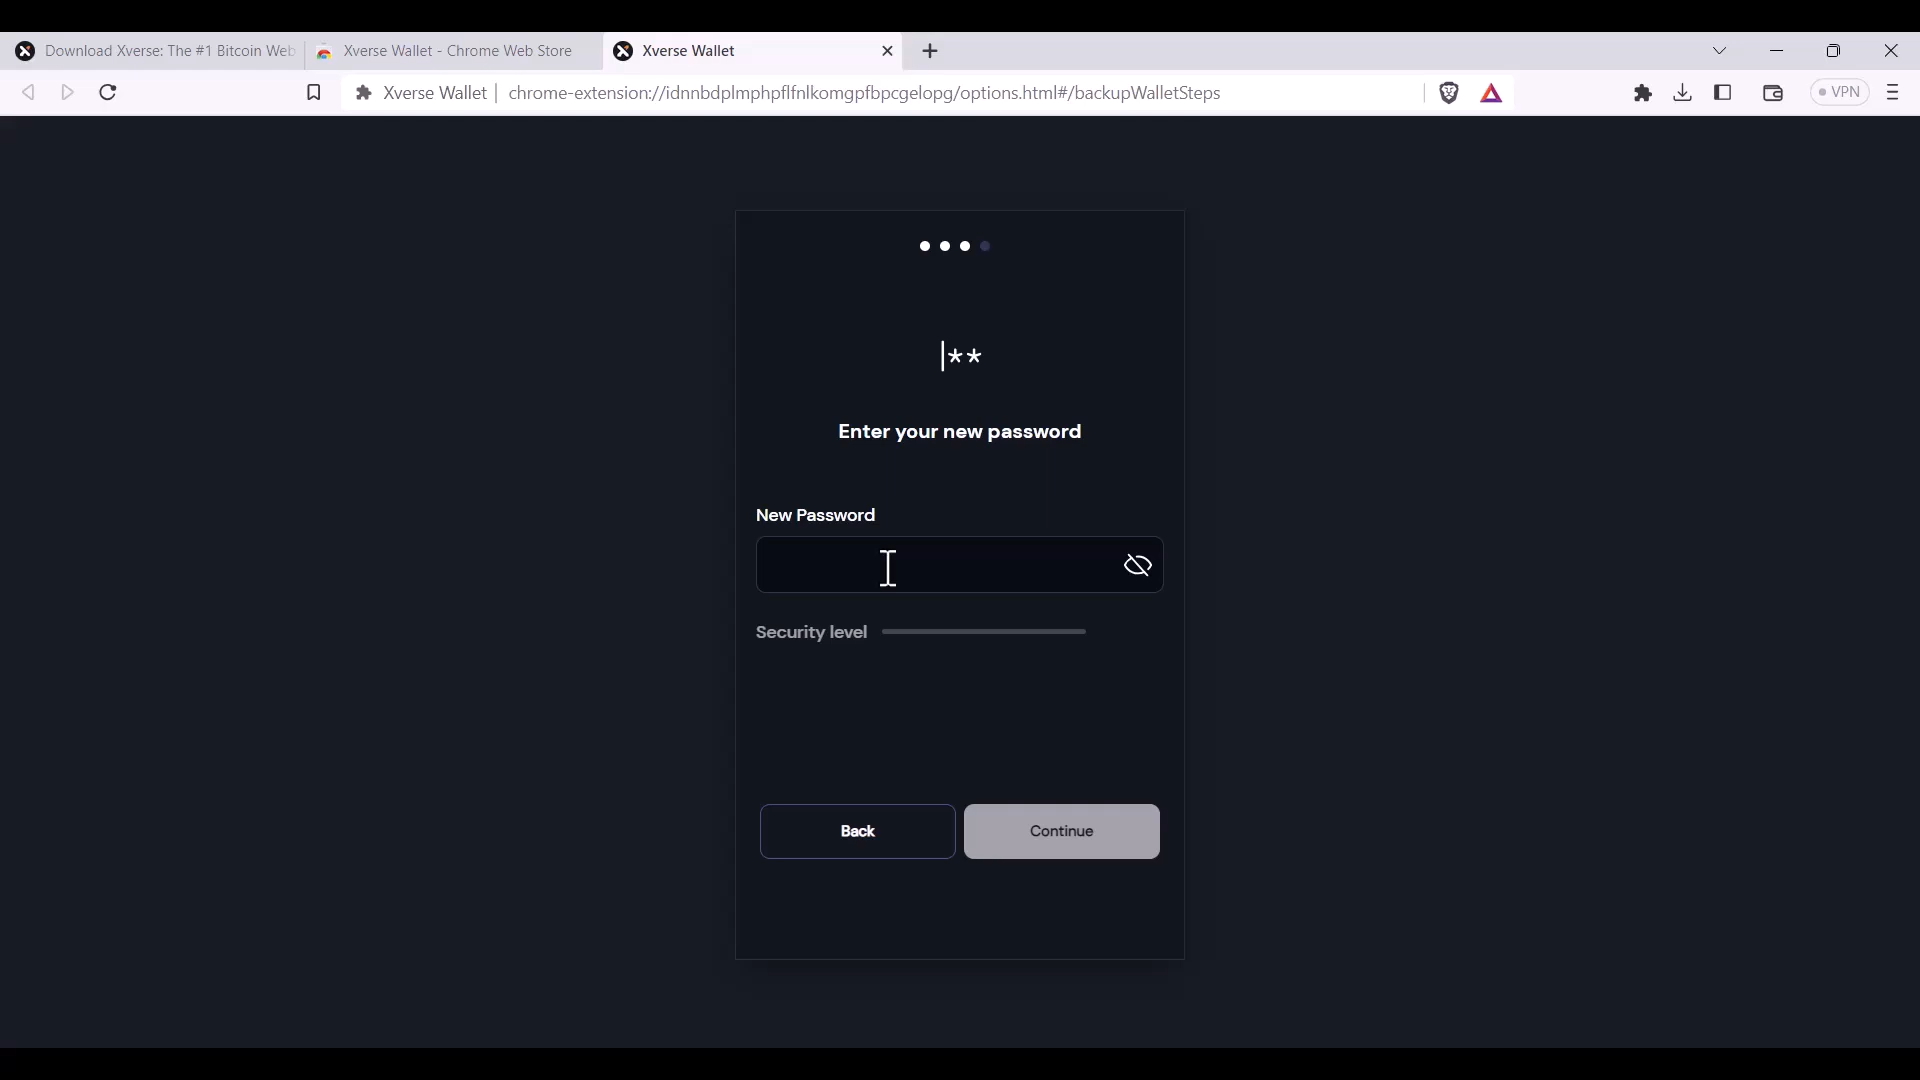 Download Xverse: The #1 Bitcoin Web
Xverse Wallet - Chrome Web Store
Xverse Wallet
Xverse Wallet
chrome-extension://idnnbdplmphpflfnlkomgpfbpcgelopg/options.html#/backupWalletSteps
VPN
**
Enter your new password
New Password
Security level
Back
Continue